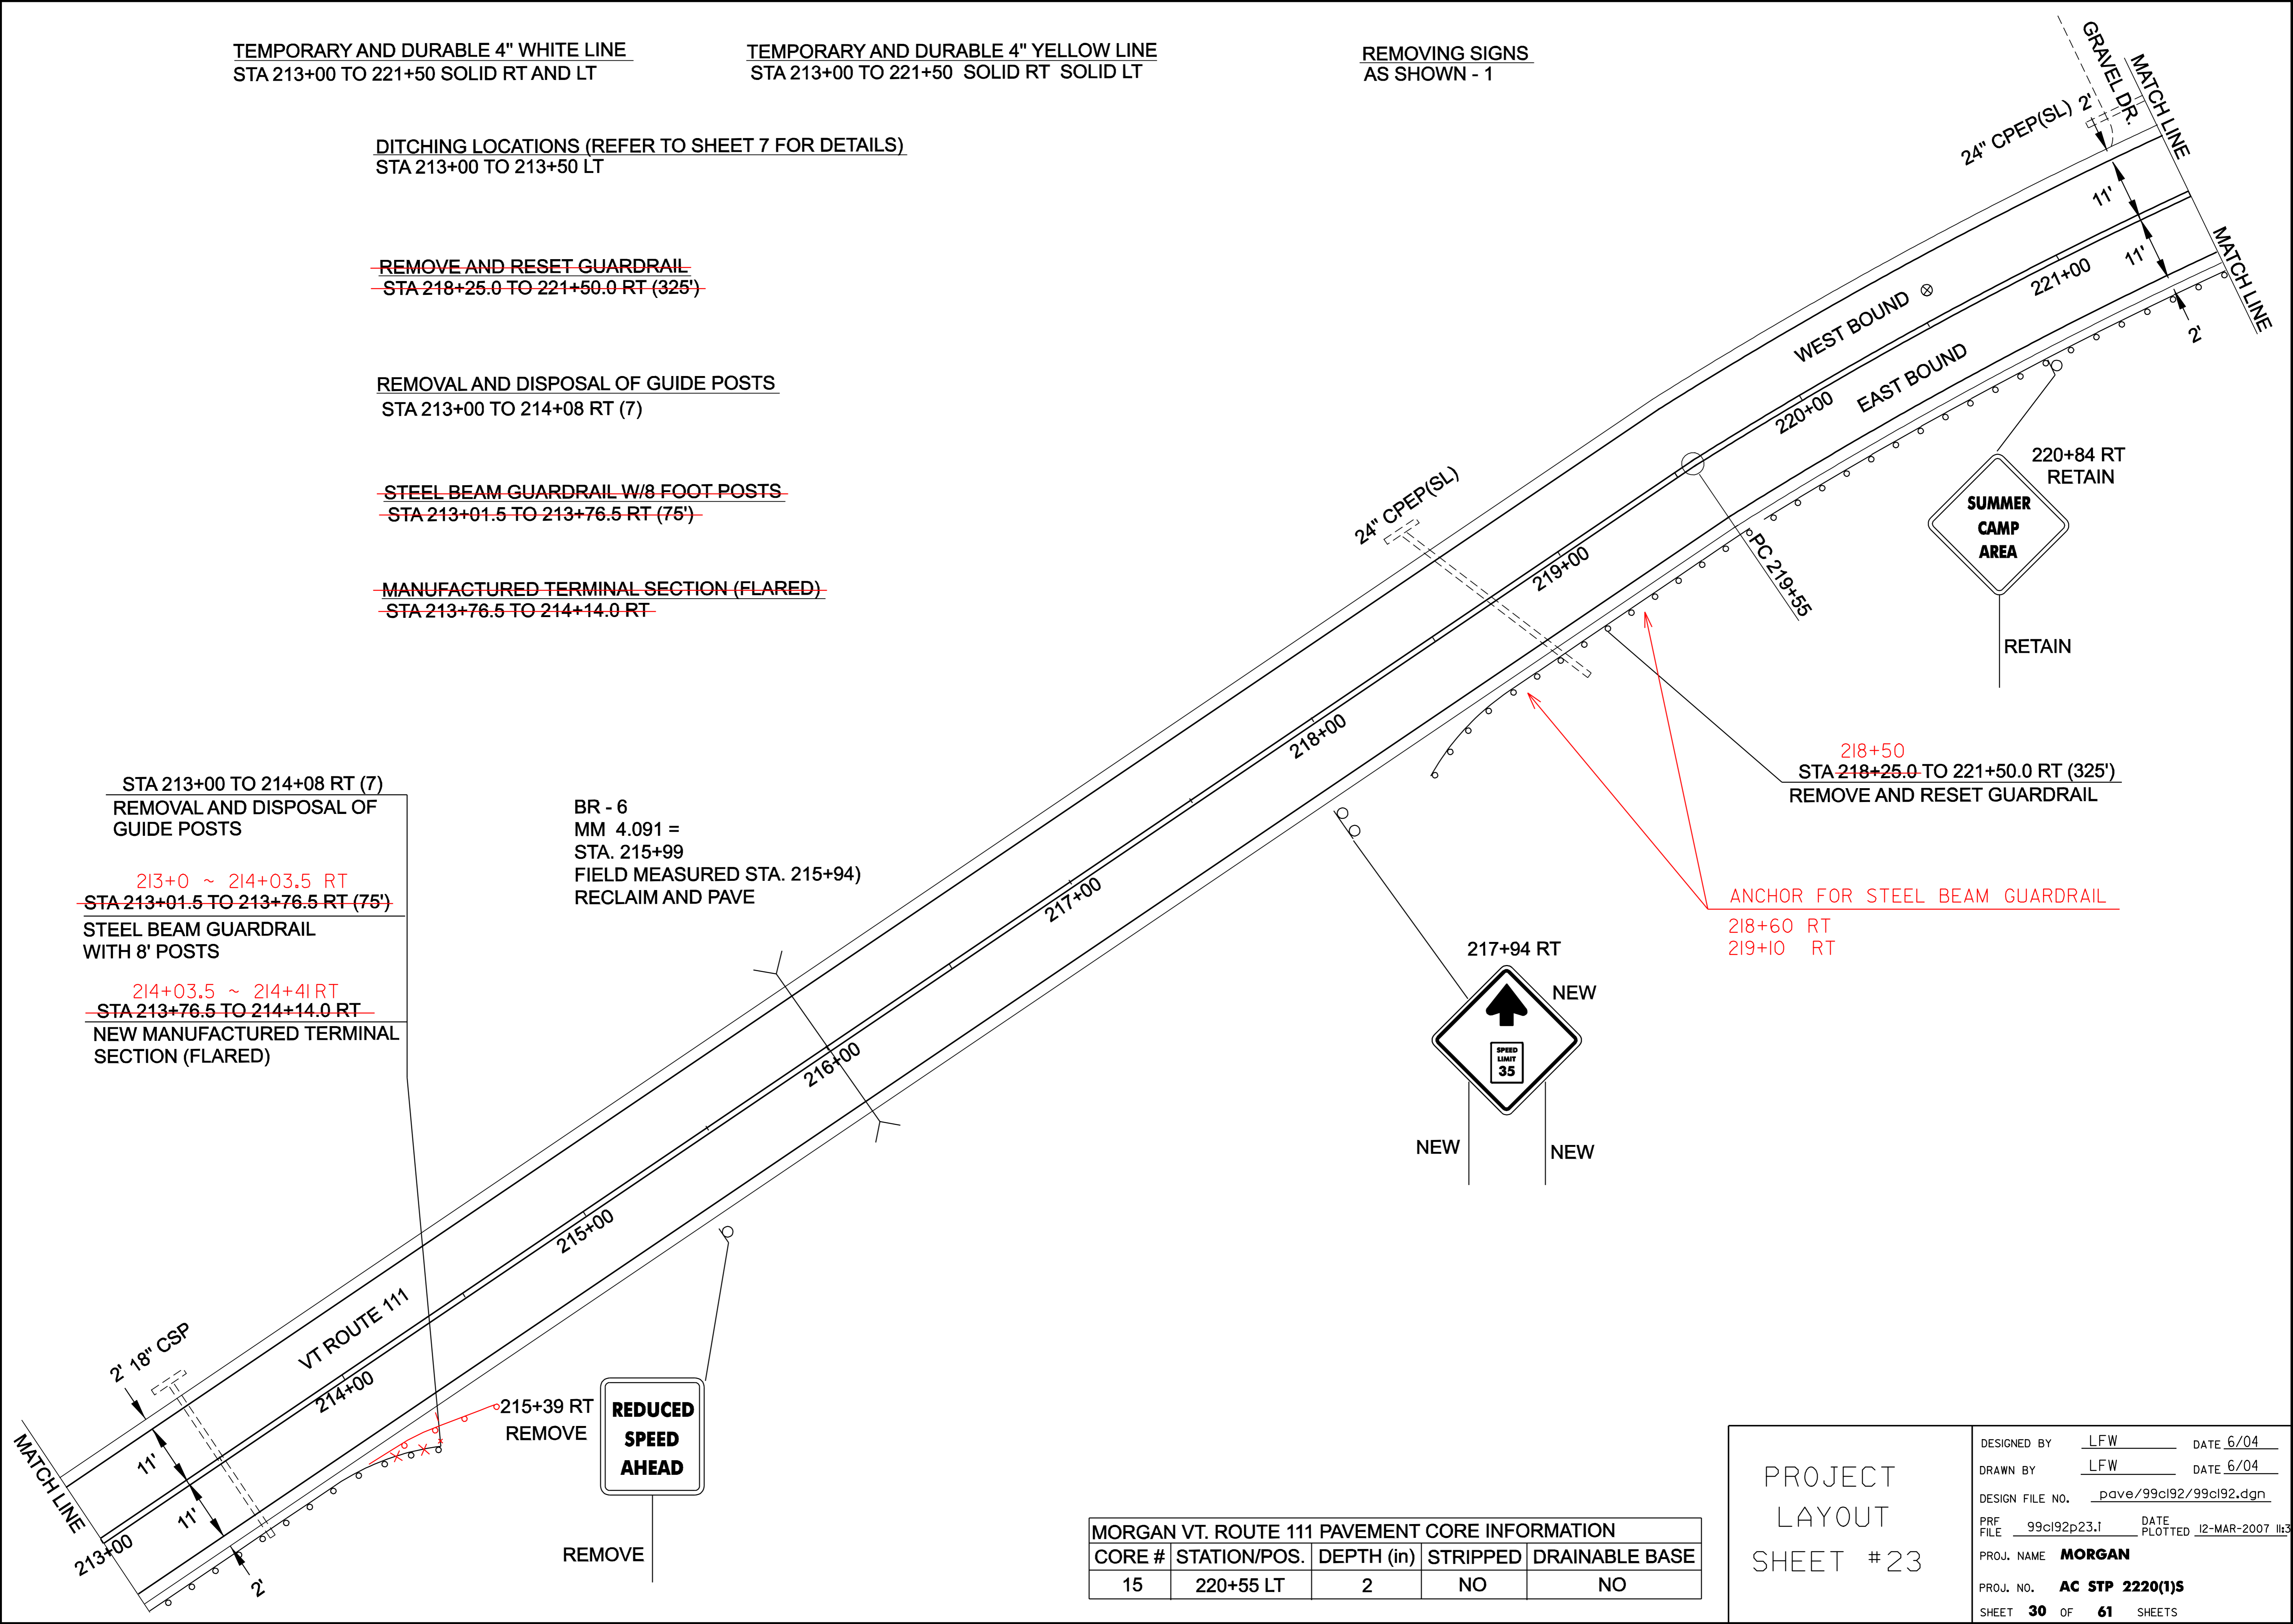 TEMPORARY AND DURABLE 4" WHITE LINE
STA 213+00 TO 221+50 SOLID RT AND LT
TEMPORARY AND DURABLE 4" YELLOW LINE
STA 213+00 TO 221+50 SOLID RT SOLID LT
REMOVING SIGNS
AS SHOWN - 1
DITCHING LOCATIONS (REFER TO SHEET 7 FOR DETAILS)
STA 213+00 TO 213+50 LT
REMOVE AND RESET GUARDRAIL
STA 218+25.0 TO 221+50.0 RT (325')
REMOVAL AND DISPOSAL OF GUIDE POSTS
STA 213+00 TO 214+08 RT (7)
STEEL BEAM GUARDRAIL W/8 FOOT POSTS
STA 213+01.5 TO 213+76.5 RT (75')
MANUFACTURED TERMINAL SECTION (FLARED)
STA 213+76.5 TO 214+14.0 RT
GRAVEL DR.
MATCH LINE
24" CPEP(SL) 2'
11'
11'
MATCH LINE
2'
221+00
WEST BOUND
EAST BOUND
220+00
220+84 RT
RETAIN
SUMMER
CAMP
AREA
RETAIN
24" CPEP(SL)
219+00
PC 219+55
218+00
218+50
STA 218+25.0 TO 221+50.0 RT (325')
REMOVE AND RESET GUARDRAIL
ANCHOR FOR STEEL BEAM GUARDRAIL
218+60 RT
219+10 RT
STA 213+00 TO 214+08 RT (7)
REMOVAL AND DISPOSAL OF
GUIDE POSTS
213+0 ~ 214+03.5 RT
STA 213+01.5 TO 213+76.5 RT (75')
STEEL BEAM GUARDRAIL
WITH 8' POSTS
214+03.5 ~ 214+41 RT
STA 213+76.5 TO 214+14.0 RT
NEW MANUFACTURED TERMINAL
SECTION (FLARED)
BR - 6
MM 4.091 =
STA. 215+99
FIELD MEASURED STA. 215+94)
RECLAIM AND PAVE
217+00
217+94 RT
NEW
SPEED
LIMIT
35
NEW
NEW
216+00
215+00
VT ROUTE 111
214+00
2' 18" CSP
11'
11'
MATCH LINE
213+00
2'
215+39 RT
REMOVE
REDUCED
SPEED
AHEAD
REMOVE
MORGAN VT. ROUTE 111 PAVEMENT CORE INFORMATION
CORE # STATION/POS. DEPTH (in) STRIPPED DRAINABLE BASE
15 220+55 LT 2 NO NO
PROJECT
LAYOUT
SHEET #23
DESIGNED BY LFW DATE 6/04
DRAWN BY LFW DATE 6/04
DESIGN FILE NO. pave/99c192/99c192.dgn
PRF FILE 99c192p23.i DATE PLOTTED 12-MAR-2007 11:3
PROJ. NAME MORGAN
PROJ. NO. AC STP 2220(1)S
SHEET 30 OF 61 SHEETS